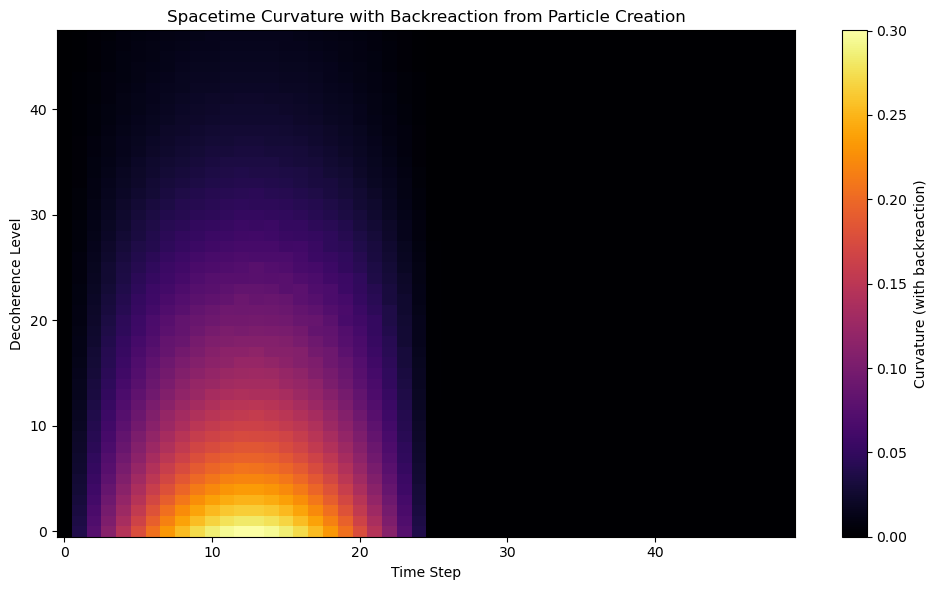 Spacetime Curvature with Backreaction from Particle Creation
Decoherence Level
40
30
20
10
0
0 10 20 30 40
Time Step
0.30
0.25
0.20
0.15
0.10
0.05
0.00
Curvature (with backreaction)